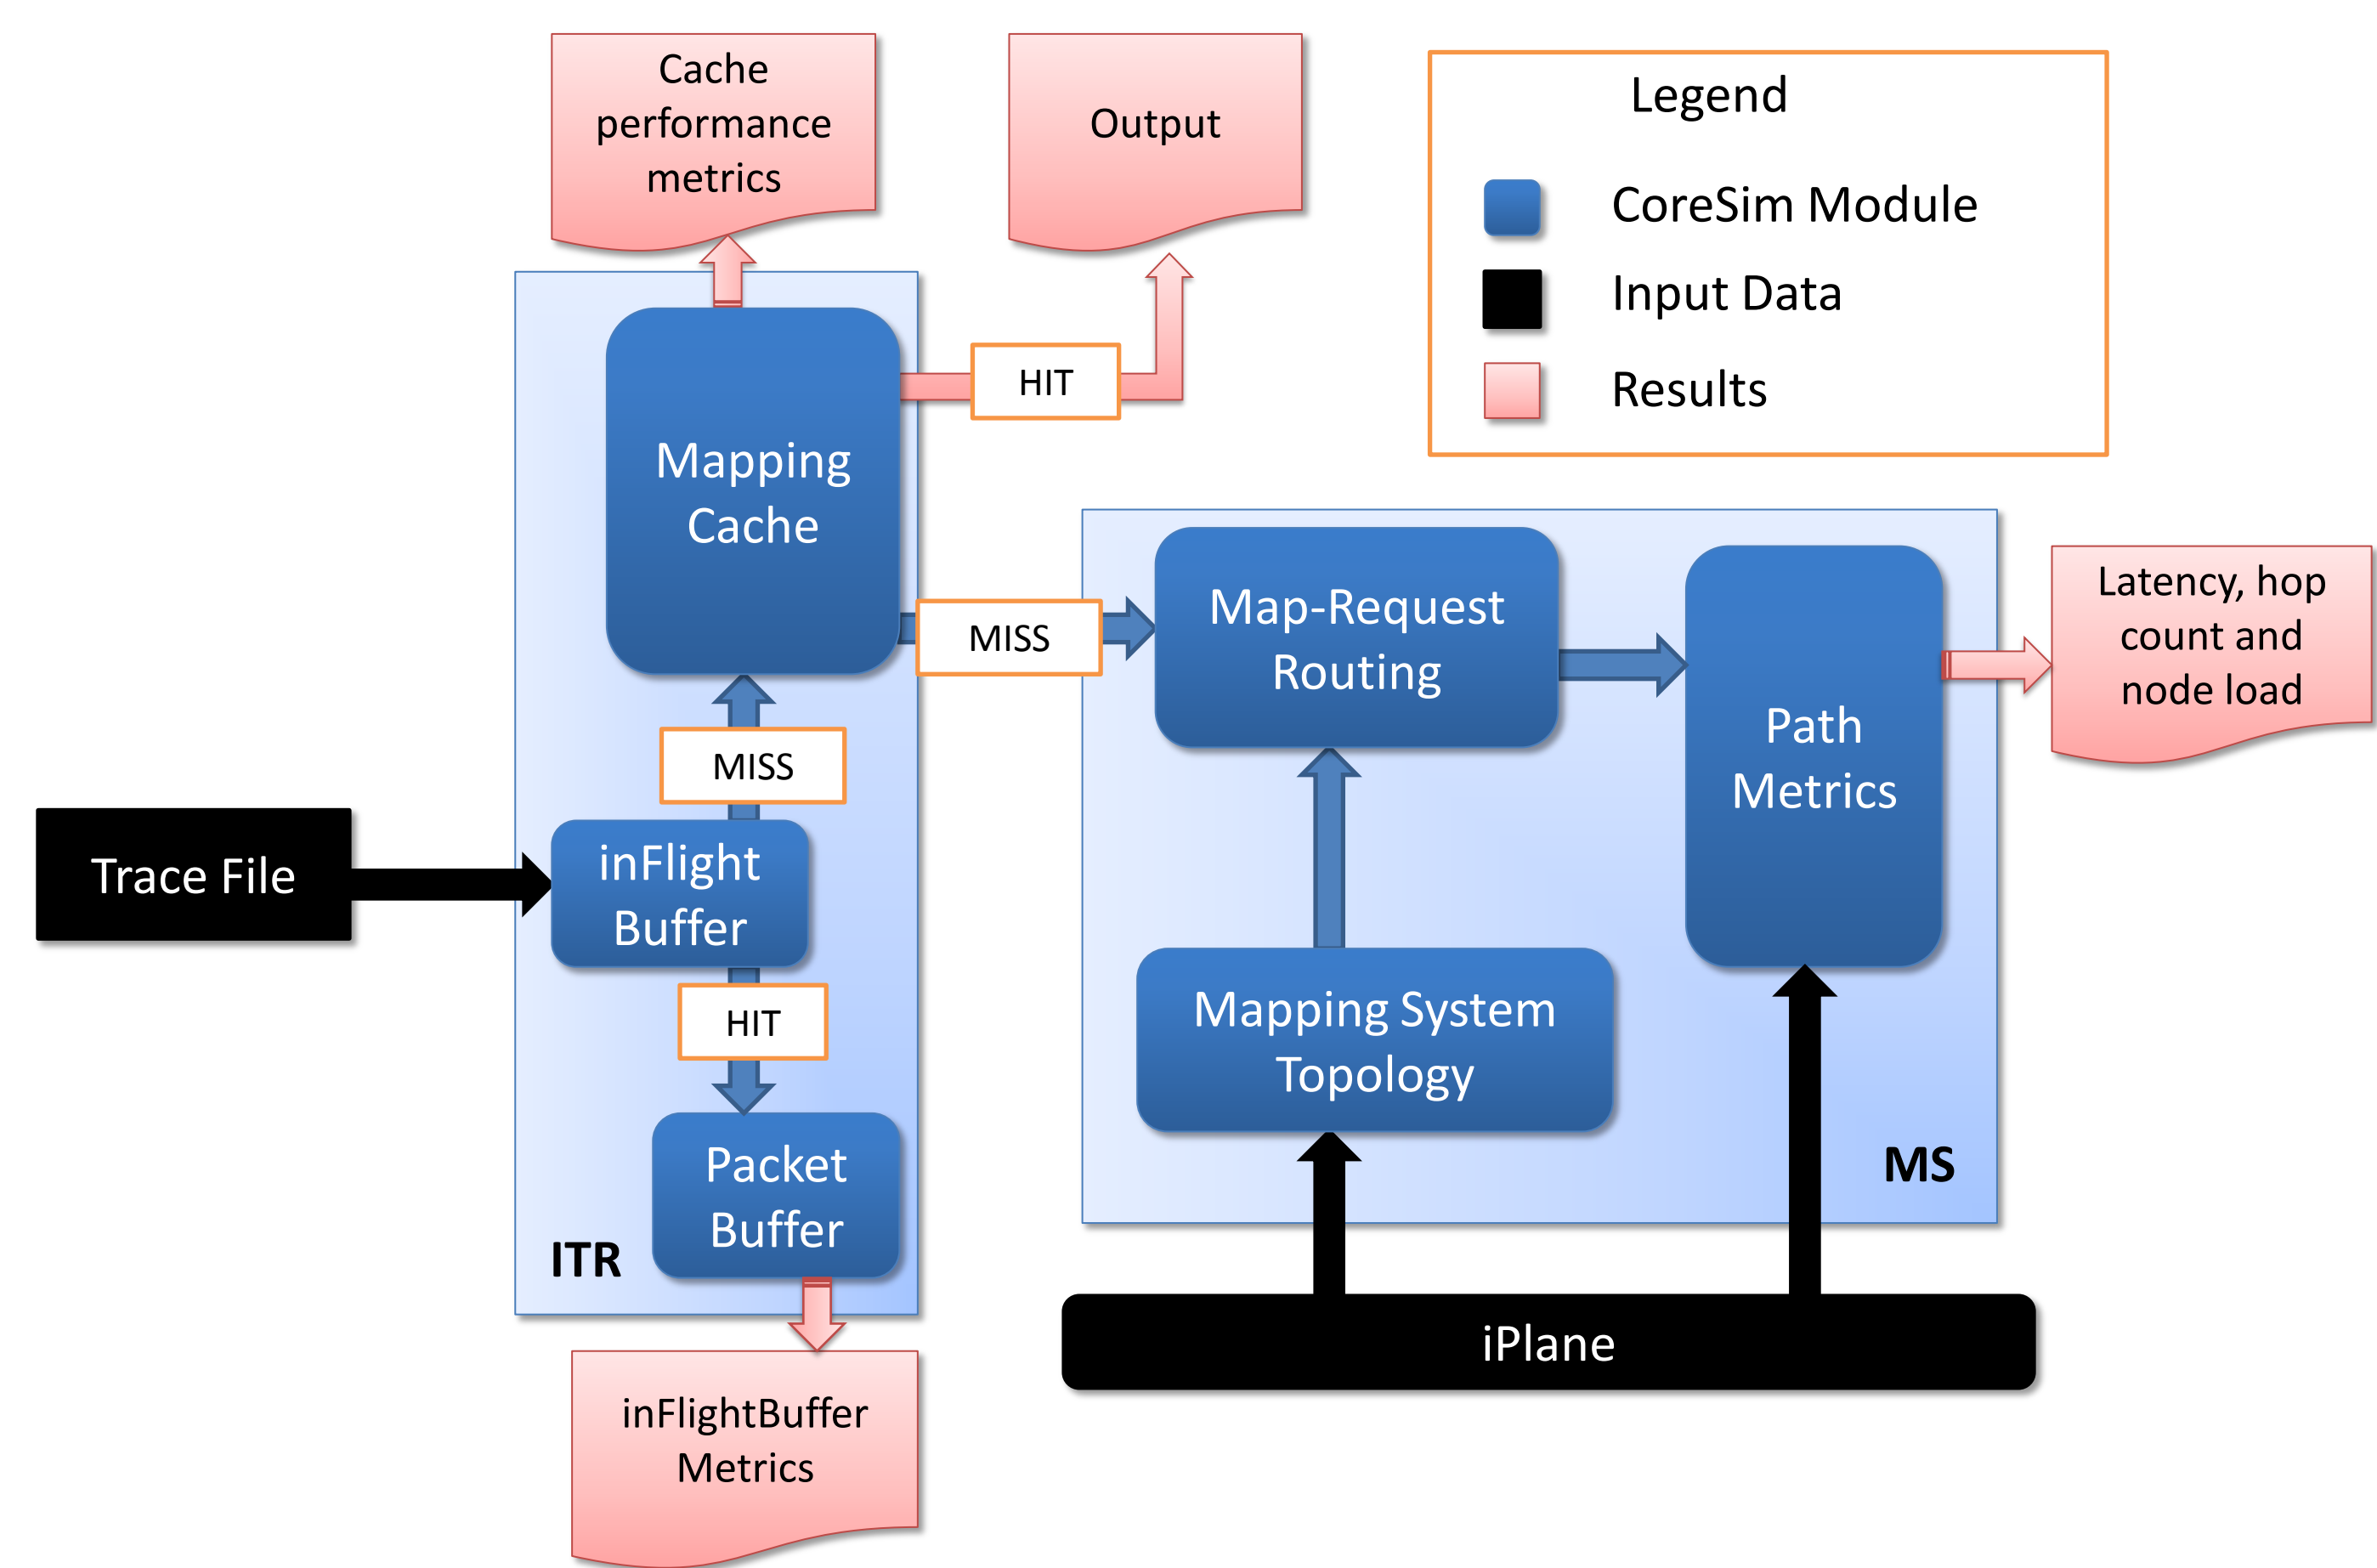 Cache
performance
metrics
Output
Legend
CoreSim Module
Input Data
Results
HIT
Mapping
Cache
MISS
Map-Request
Routing
Latency, hop
count and
node load
Path
Metrics
MISS
Trace File
inFlight
Buffer
HIT
Mapping System
Topology
Packet
Buffer
ITR
MS
iPlane
inFlightBuffer
Metrics